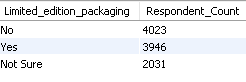 Limited_edition_packaging Respondent_Count
No 4023
Yes 3946
Not Sure 2031